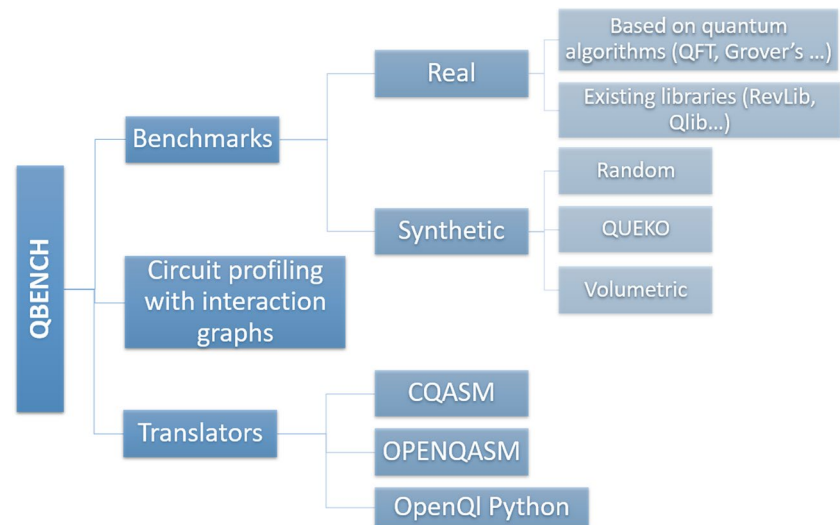 QBENCH
Benchmarks
Real
Based on quantum
algorithms (QFT, Grover's ...)
Existing libraries (RevLib,
Qlib...)
Synthetic
Random
QUEKO
Volumetric
Circuit profiling
with interaction
graphs
Translators
CQASM
OPENQASM
OpenQl Python